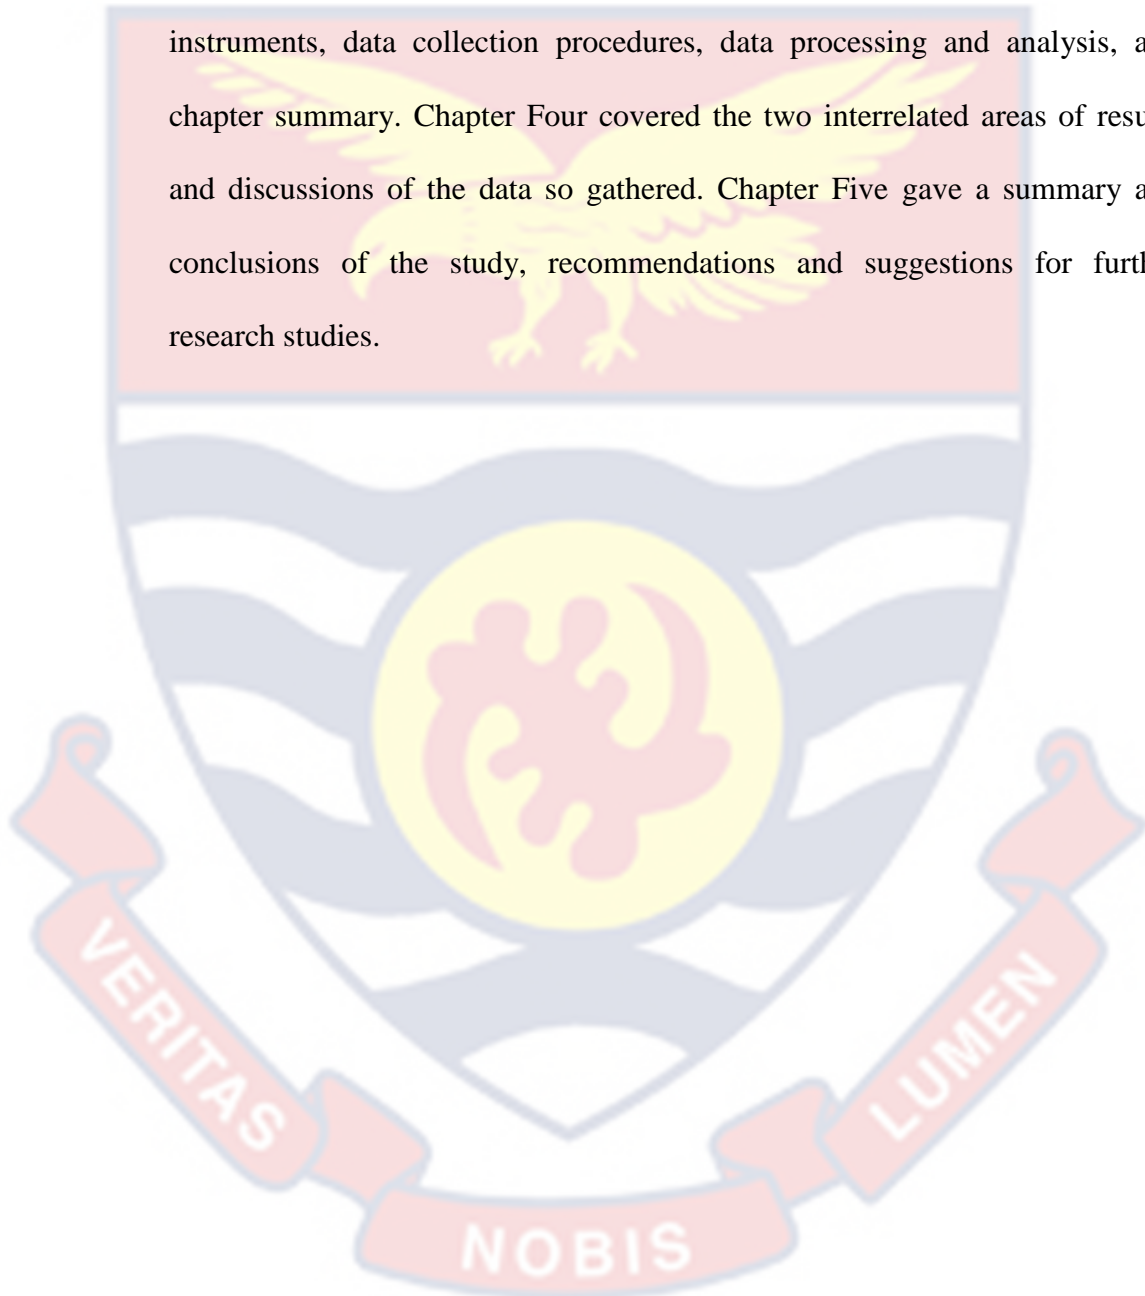 instruments, data collection procedures, data processing and analysis, a
chapter summary. Chapter Four covered the two interrelated areas of resu
and discussions of the data so gathered. Chapter Five gave a summary a
conclusions of the study, recommendations and suggestions for furth
research studies.
VERITAS
NOBIS
LUMEN